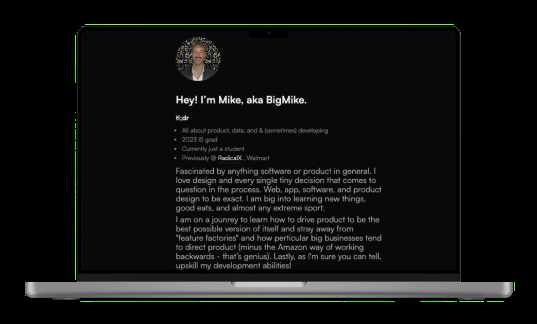 Hey! I'm Mike, aka BigMike.
tl;dr
• All about product, data, and & (sometimes) developing
• 2023 IS grad
• Currently just a student
• Previously @ RadicalX , Walmart
Fascinated by anything software or product in general. I
love design and every single tiny decision that comes to
question in the process. Web, app, software, and product
design to be exact. I am big into learning new things,
good eats, and almost any extreme sport.
I am on a jounrey to learn how to drive product to be the
best possible version of itself and stray away from
"feature factories" and how perticular big businesses tend
to direct product (minus the Amazon way of working
backwards - that's genius). Lastly, as I'm sure you can tell,
upskill my development abilities!